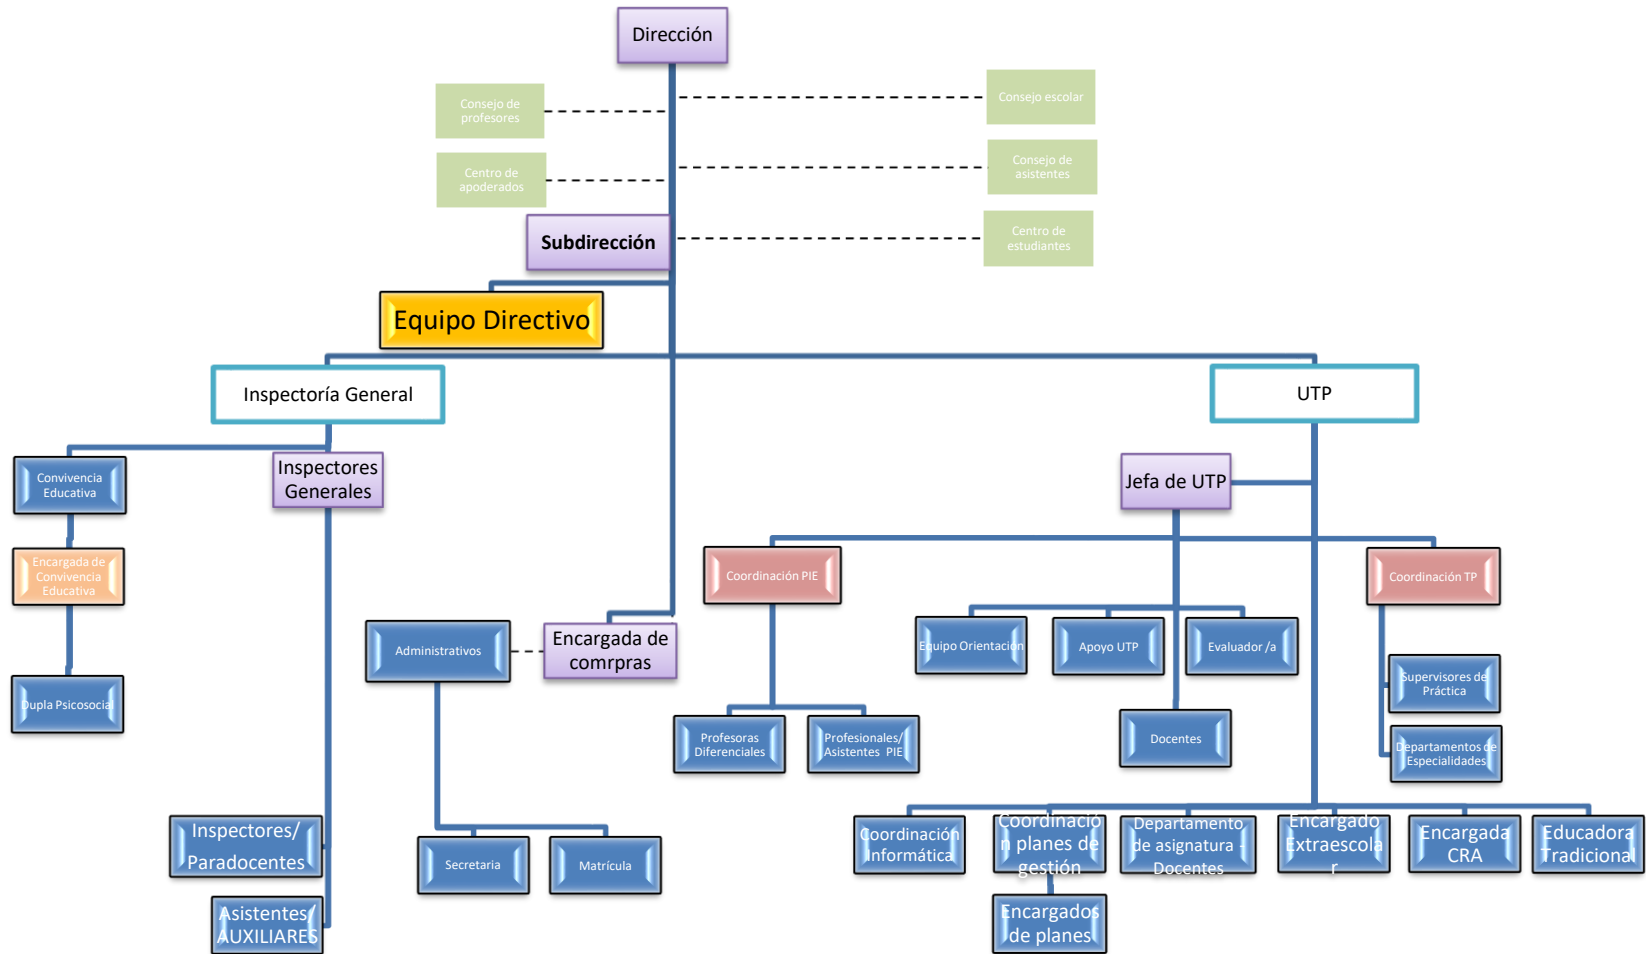 Dirección
Consejo de
profesores
Consejo escolar
Centro de
apoderados
Consejo de
asistentes
Subdirección
Centro de
estudiantes
Equipo Directivo
Inspectoría General
UTP
Convivencia
Educativa
Inspectores
Generales
Jefa de UTP
Encargada de
Convivencia
Educativa
Coordinación PIE
Coordinación TP
Administrativos
Encargada de
comrpras
Equipo Orientación
Apoyo UTP
Evaluador /a
Dupla Psicosocial
Supervisores de
Práctica
Profesoras
Diferenciales
Profesionales/
Asistentes PIE
Docentes
Departamentos de
Especialidades
Inspectores/
Paradocentes
Secretaria
Matrícula
Coordinación
Informática
Coordinació
n planes de
gestión
Departamento
de asignatura -
Docentes
Encargado
Extraescola
r
Encargada
CRA
Educadora
Tradicional
Asistentes/
AUXILIARES
Encargados
de planes